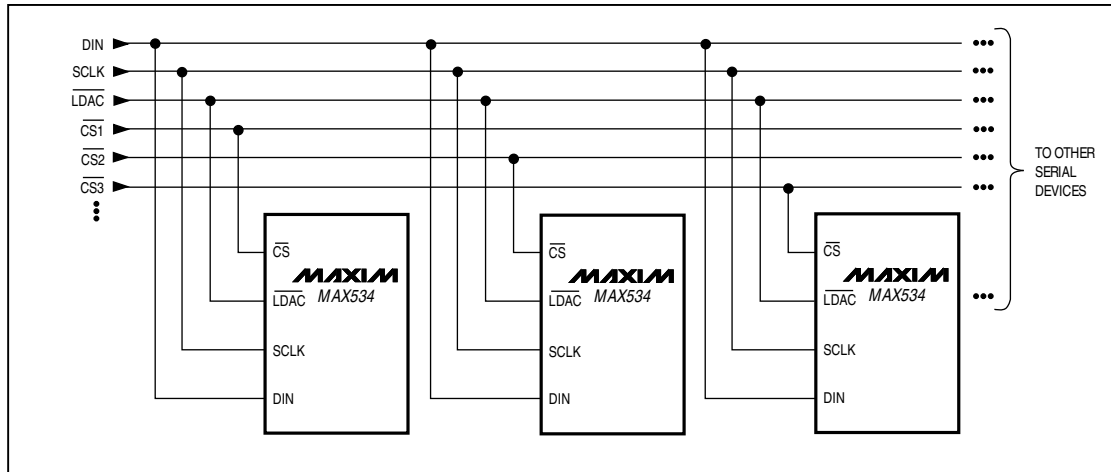 DIN
SCLK
LDAC
CS1
CS2
CS3
TO OTHER
SERIAL
DEVICES
CS
MAXIM
LDAC
MAX534
SCLK
DIN
CS
MAXIM
LDAC
MAX534
SCLK
DIN
CS
MAXIM
LDAC
MAX534
SCLK
DIN